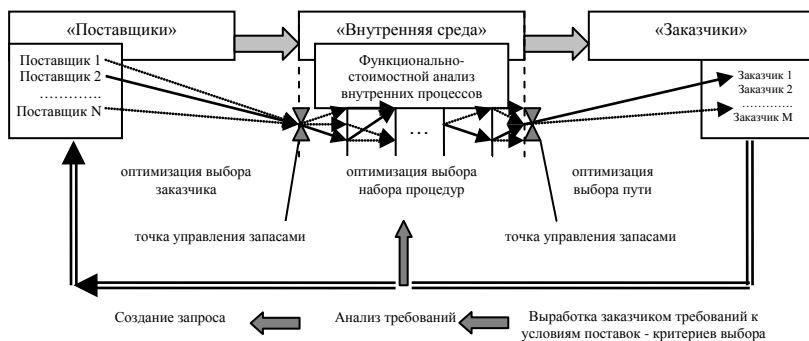 «Поставщики»
«Внутренняя среда»
«Заказчики»
Поставщик 1
Поставщик 2
…………..
Поставщик N
Функционально-
стоимостной анализ
внутренних процессов
Заказчик 1
Заказчик 2
………….
Заказчик M
…
оптимизация выбора
заказчика
оптимизация выбора
набора процедур
оптимизация
выбора пути
точка управления запасами
точка управления запасами
Создание запроса
Анализ требований
Выработка заказчиком требований к
условиям поставок - критериев выбора